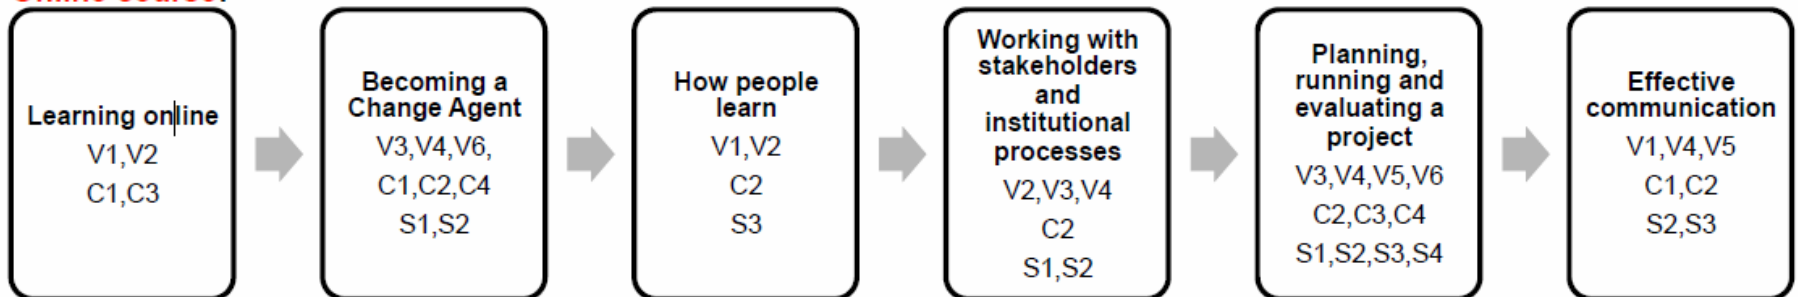 Learning online
V1,V2
C1,C3
Becoming a
Change Agent
V3,V4,V6,
C1,C2,C4
S1,S2
How people
learn
V1,V2
C2
S3
Working with
stakeholders
and
institutional
processes
V2,V3,V4
C2
S1,S2
Planning,
running and
evaluating a
project
V3,V4,V5,V6
C2,C3,C4
S1,S2,S3,S4
Effective
communication
V1,V4,V5
C1,C2
S2,S3